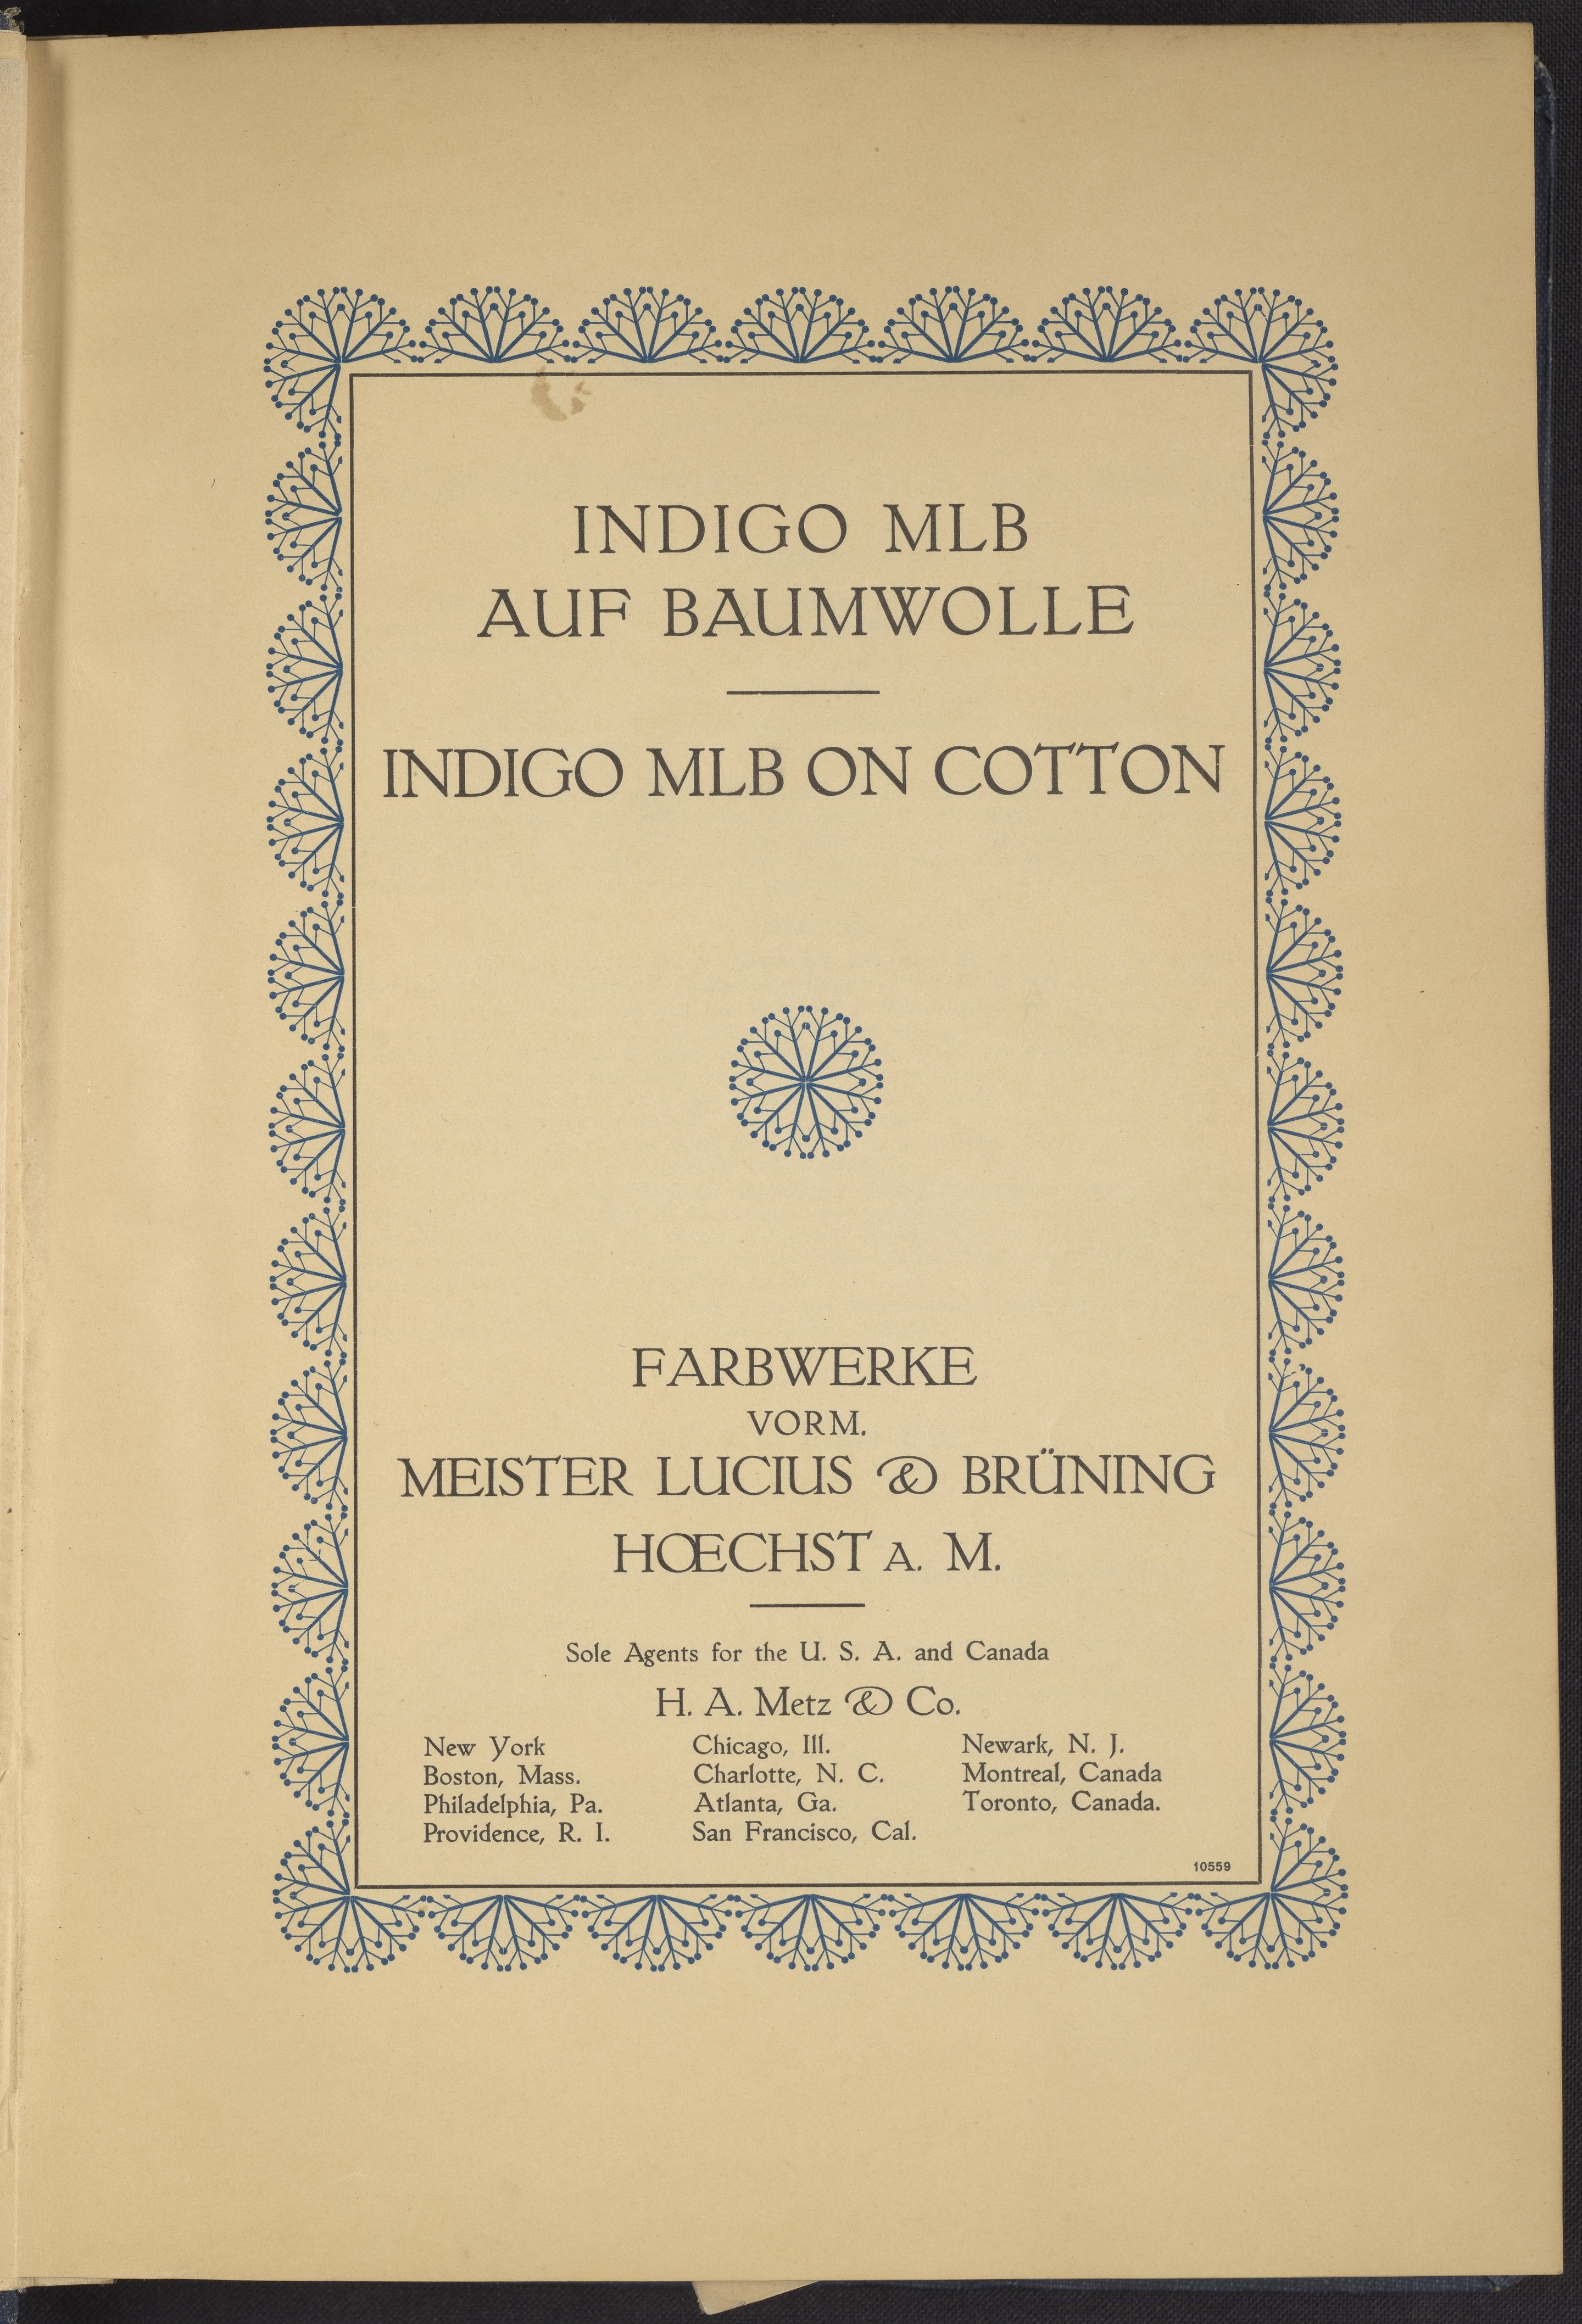 INDIGO MLB
AUF BAUMWOLLE
INDIGO MLB ON COTTON
FARBWERKE
VORM.
MEISTER LUCIUS & BRÜNING
HŒCHST A. M.
Sole Agents for the U. S. A. and Canada
H. A. Metz & Co.
New York
Boston, Mass.
Philadelphia, Pa.
Providence, R. I.
Chicago, Ill.
Charlotte, N. C.
Atlanta, Ga.
San Francisco, Cal.
Newark, N. J.
Montreal, Canada
Toronto, Canada.
10559